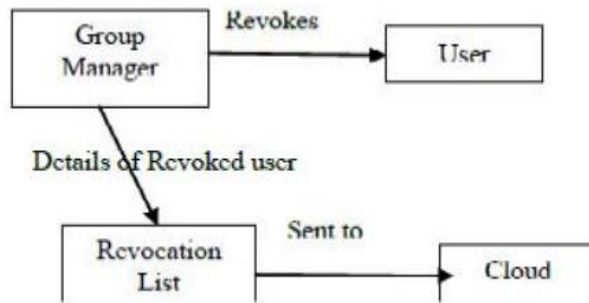 Revokes
Group
Manager
User
Details of Revoked user
Sent to
Revocation
List
Cloud